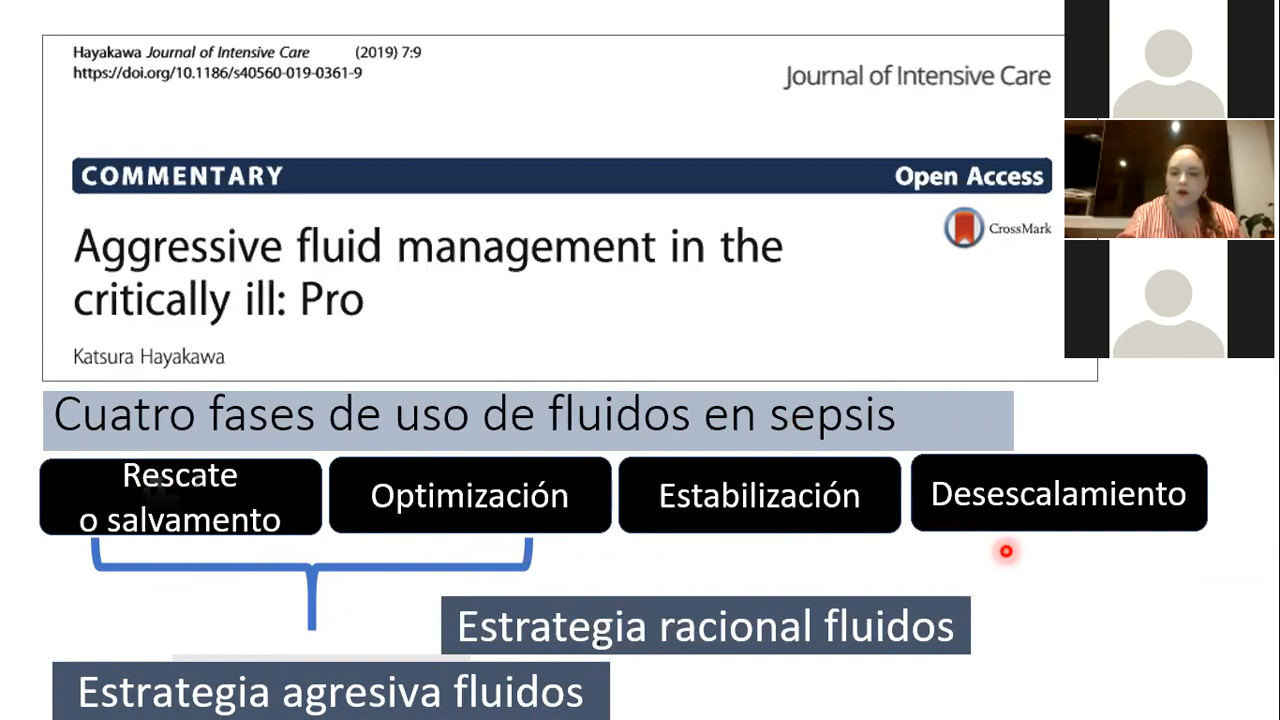 Hayakawa Journal of Intensive Care (2019) 7:9
https://doi.org/10.1186/s40560-019-0361-9
Journal of Intensive Care
COMMENTARY
Open Access
Aggressive fluid management in the
critically ill: Pro
CrossMark
Katsura Hayakawa
Cuatro fases de uso de fluidos en sepsis
Rescate
o salvamento
Optimización
Estabilización
Desescalamiento
Estrategia racional fluidos
Estrategia agresiva fluidos